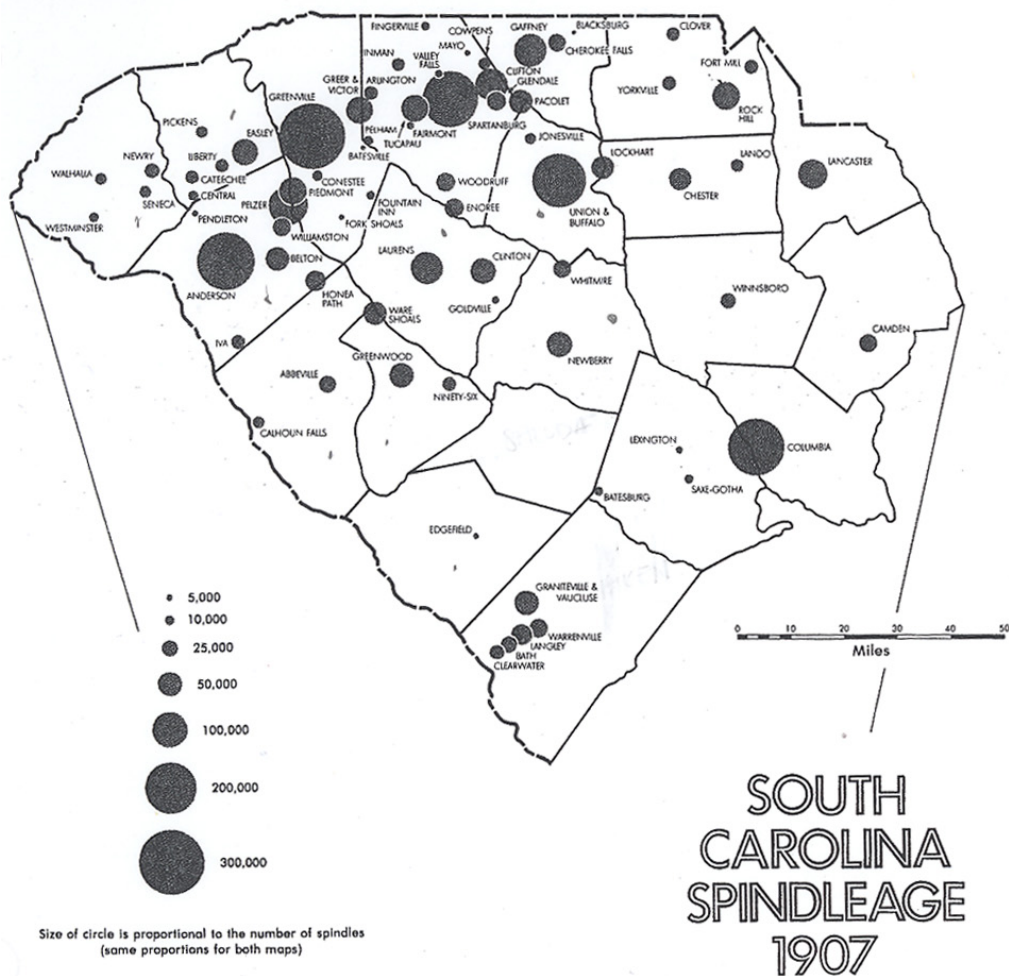 FINGERVILLE
COWPENS
GAFFNEY
BLACKSBURG
CLOVER
MAYO
CHEROKEE FALLS
INMAN
VALLEY
FALLS
FORT MILL
GREER &
VICTOR
ARLINGTON
CLIFTON
GLENDALE
YORKVILLE
GREENVILLE
PACOLET
ROCK
HILL
SPARTANBURG
PICKENS
PELHAM
FAIRMONT
TUCAPAU
JONESVILLE
EASLEY
BATESVILLE
LOCKHART
LANDO
LANCASTER
NEWRY
LIBERTY
WALHALLA
CATEECHEE
CONESTEE
WOODRUFF
CHESTER
PIEDMONT
SENECA
CENTRAL
FOUNTAIN
INN
ENOREE
UNION &
BUFFALO
PELZER
PENDLETON
FORK SHOALS
WESTMINSTER
WILLIAMSTON
LAURENS
CLINTON
BELTON
WHITMIRE
WINNSBORO
ANDERSON
HONEA
PATH
GOLDVILLE
WARE
SHOALS
CAMDEN
IVA
GREENWOOD
NEWBERRY
ABBEVILLE
NINETY-SIX
CALHOUN FALLS
LEXNGTON
COLUMBIA
SAXE-GOTHA
BATESBURG
EDGEFIELD
GRANITEVILLE &
VAUCLUSE
WARRENVILLE
LANGLEY
BATH
CLEARWATER
5,000
10,000
25,000
50,000
100,000
200,000
300,000
0 10 20 30 40 50
Miles
Size of circle is proportional to the number of spindles
(same proportions for both maps)
SOUTH
CAROLINA
SPINDLEAGE
1907